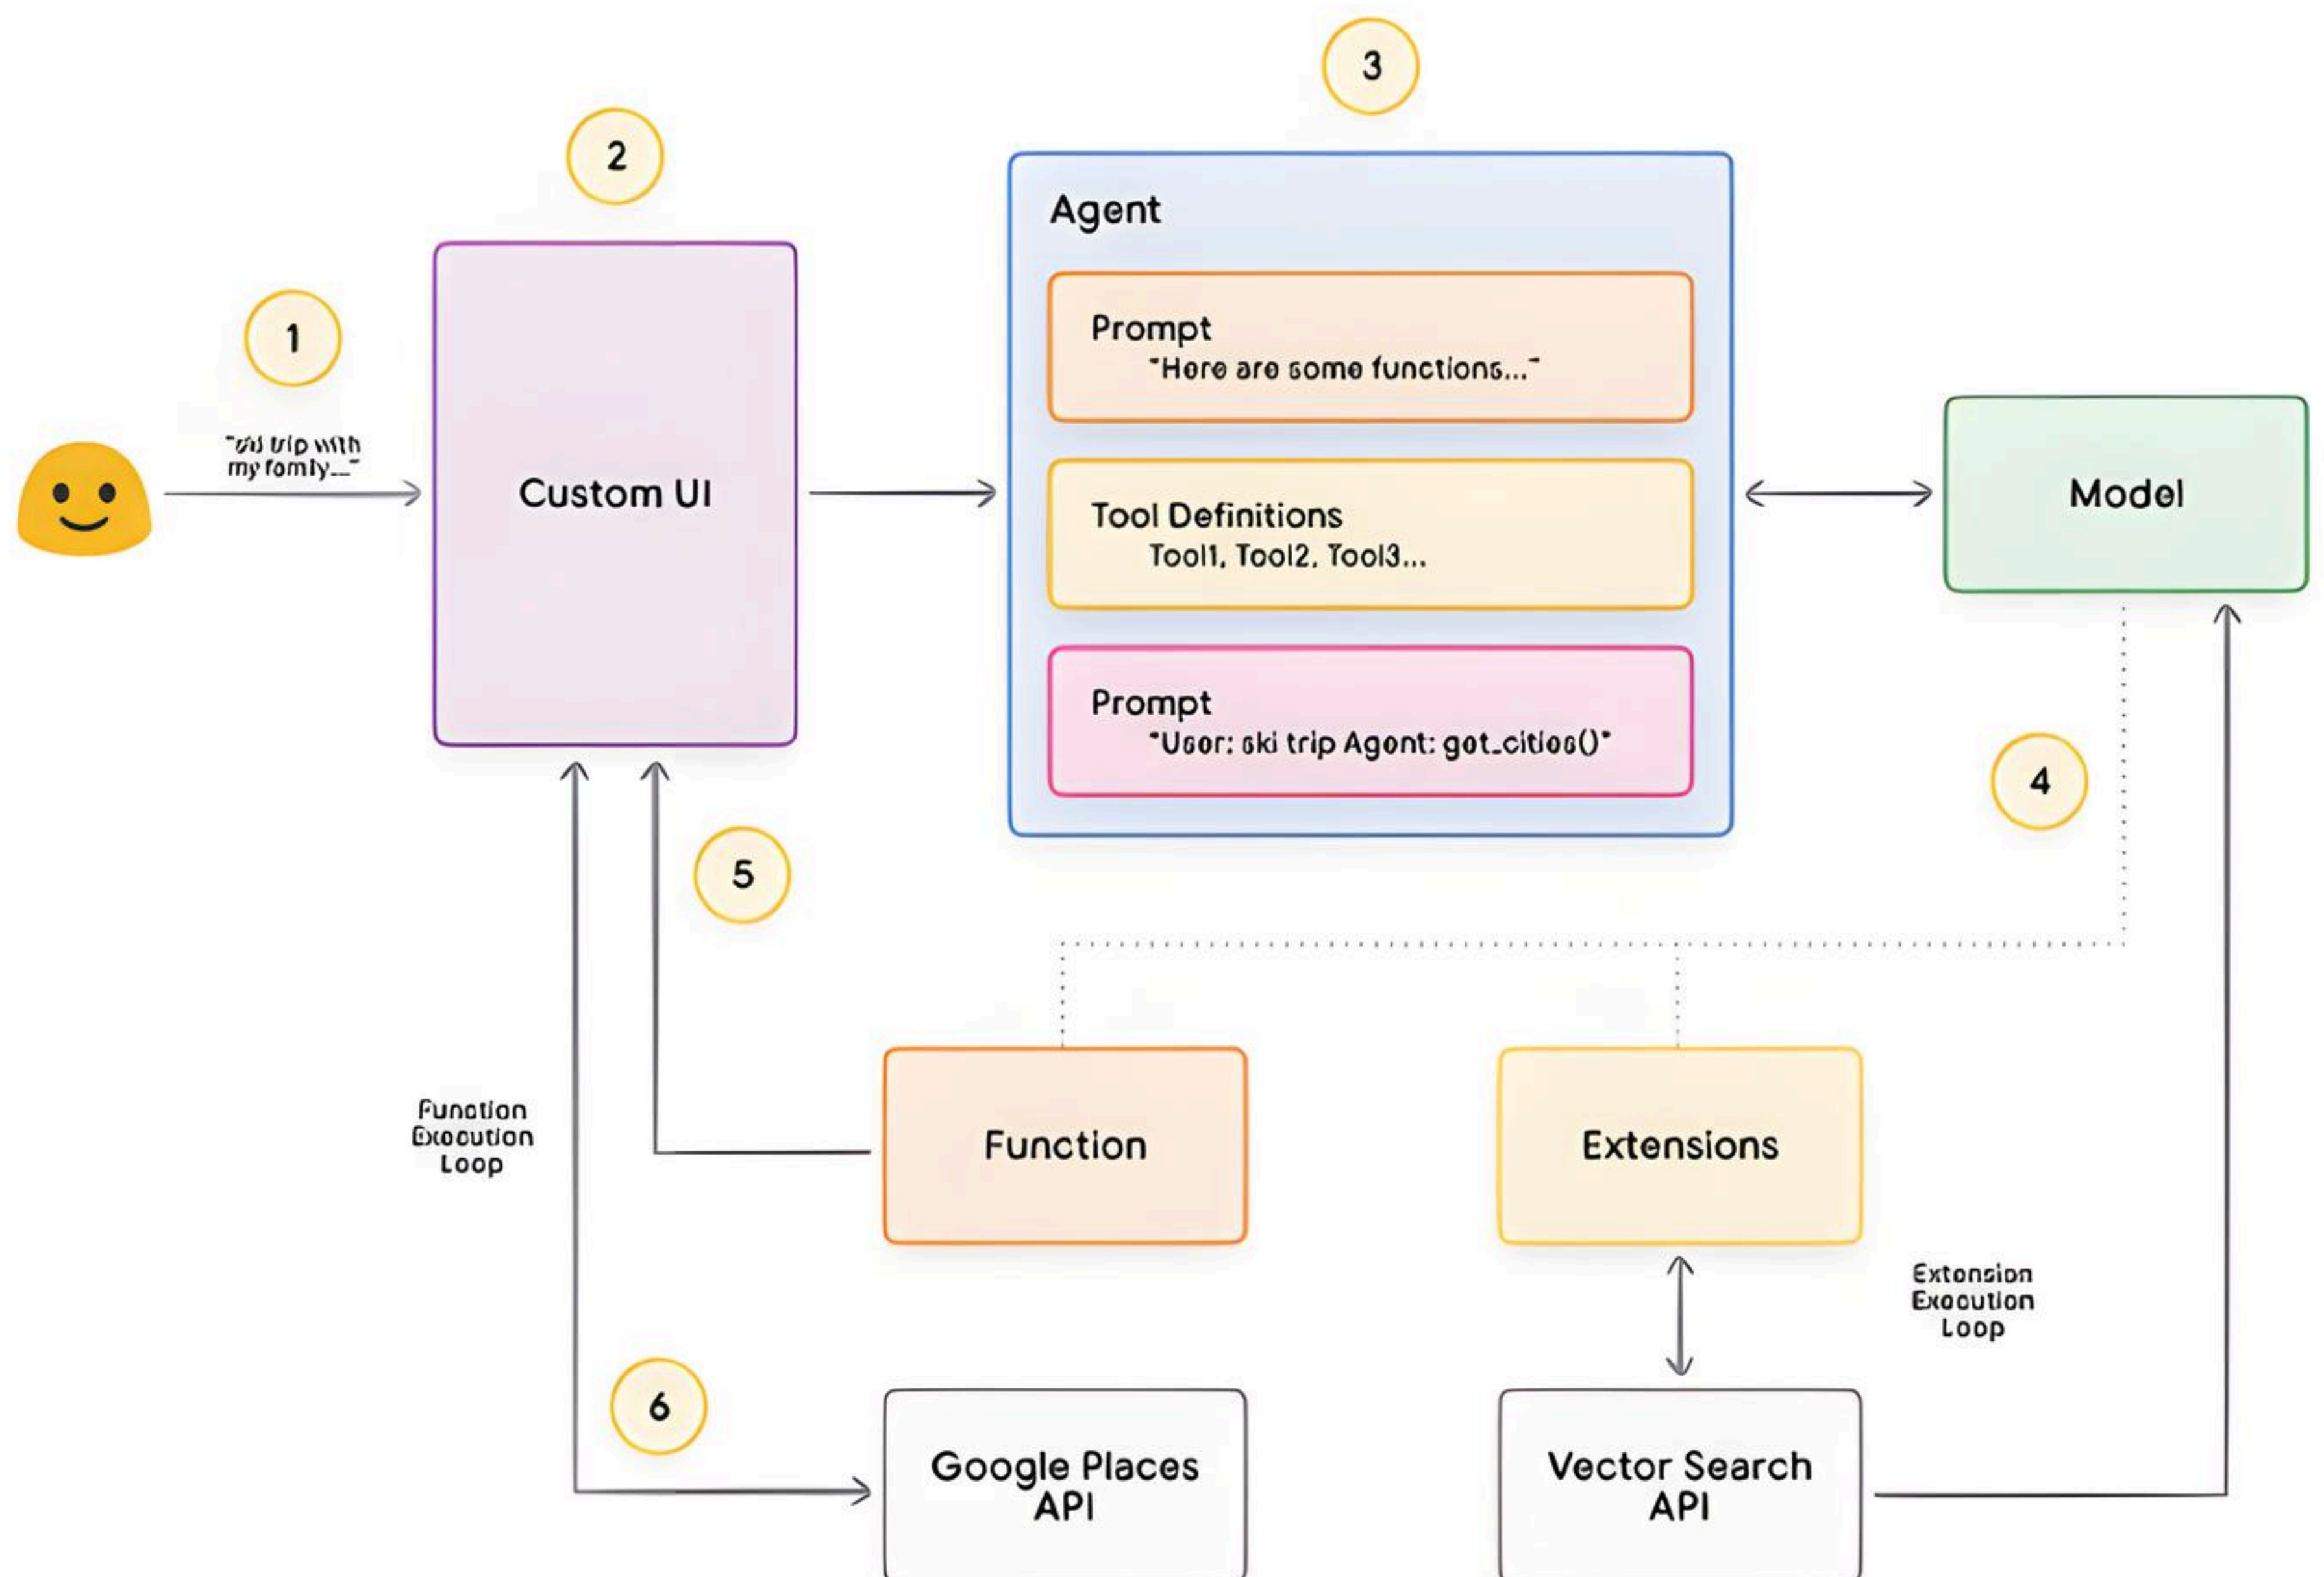 3
2
Agent
1
Prompt
"Here are some functions..."
trip with
my
Custom UI
Model
Tool Definitions
Tool1, Tool2, Tool3...
Prompt
"User: ski trip Agent: get_cities()"
4
5
Function
Execution
Loop
Function
Extensions
Extension
Execution
Loop
6
Google Places
API
Vector Search
API